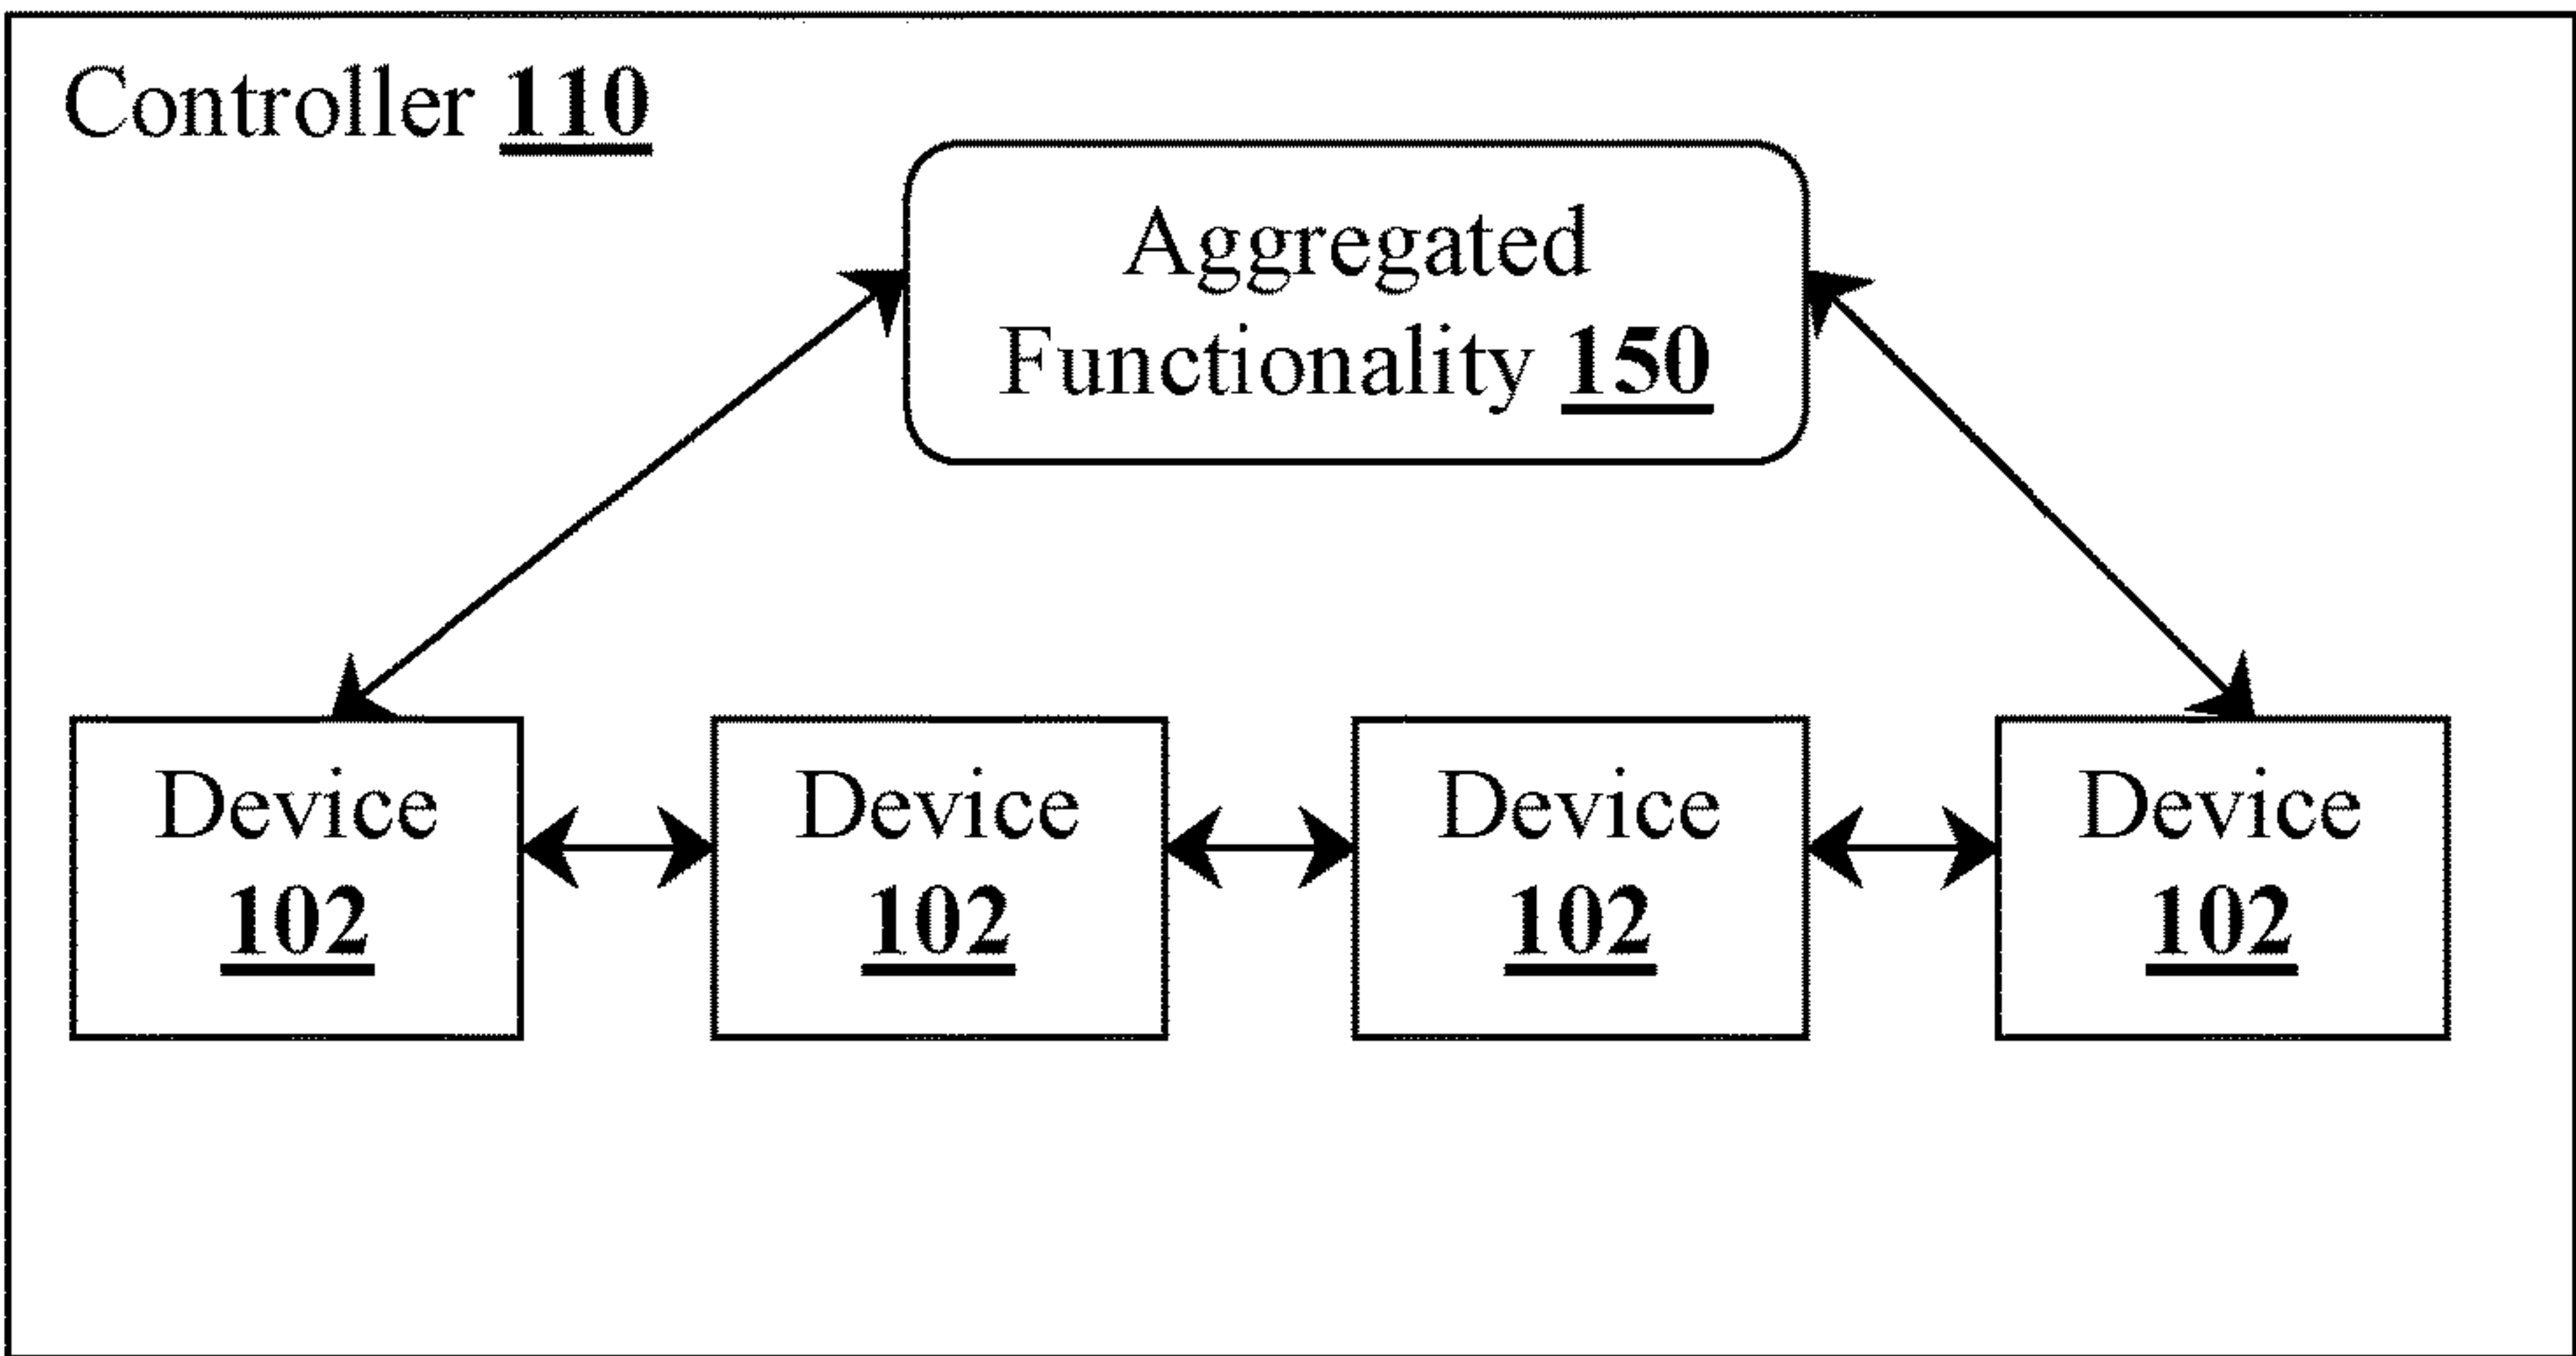 Controller 110
Aggregated
Functionality 150
Device
102
Device
102
Device
102
Device
102